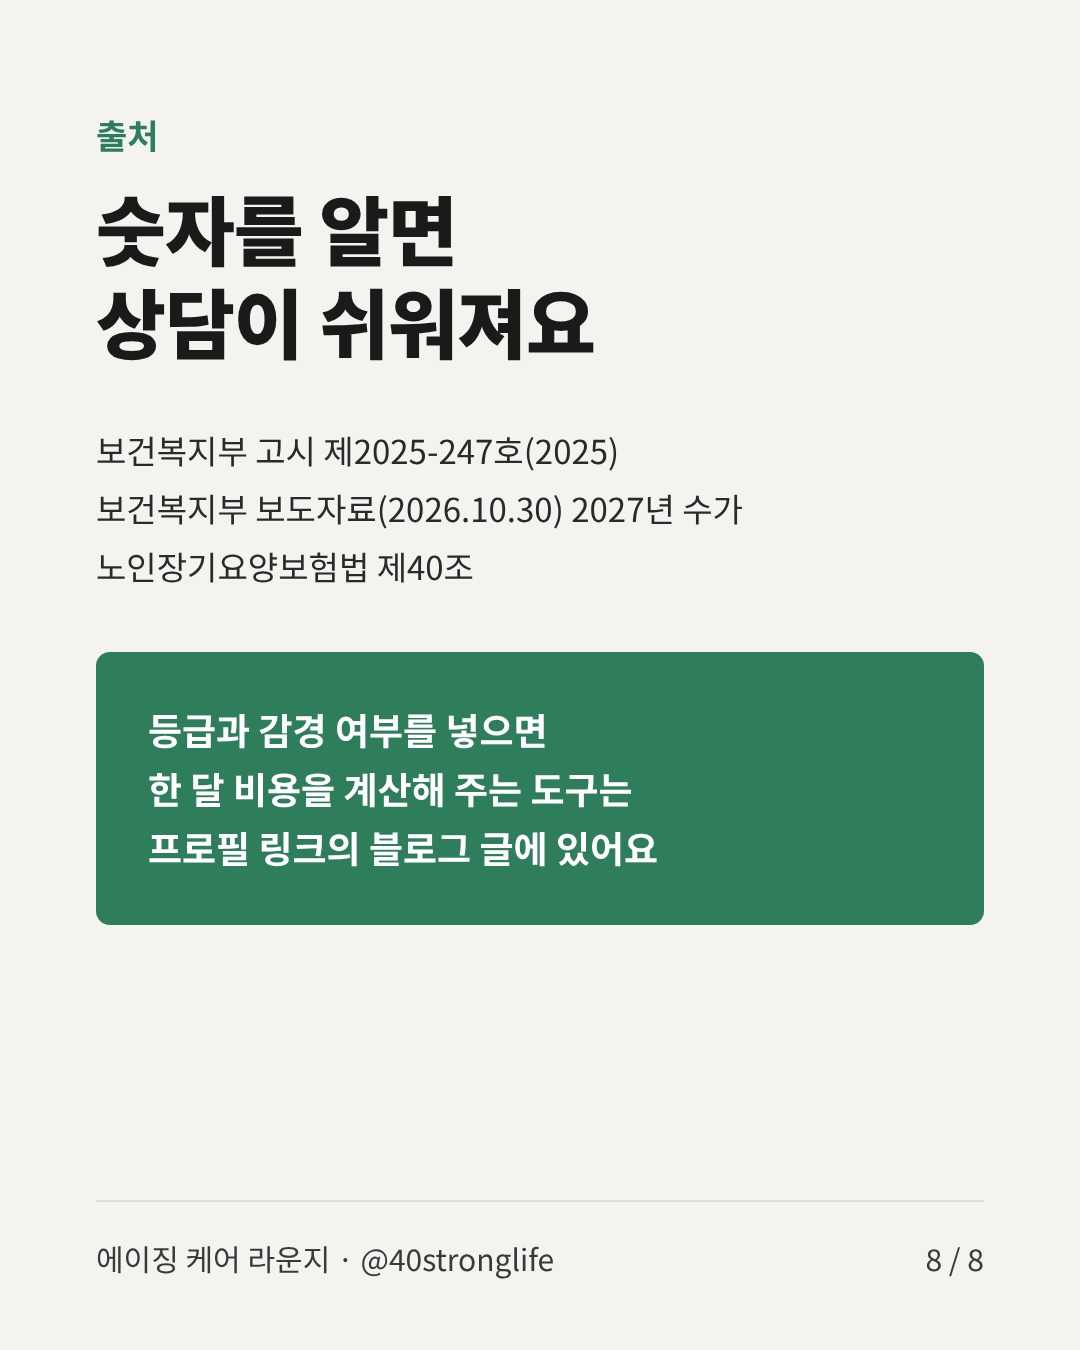 출처
숫자를 알면
상담이 쉬워져요
보건복지부 고시 제2025-247호(2025)
보건복지부 보도자료(2026.10.30) 2027년 수가
노인장기요양보험법 제40조
등급과 감경 여부를 넣으면
한 달 비용을 계산해 주는 도구는
프로필 링크의 블로그 글에 있어요
에이징 케어 라운지 · @40stronglife
8 / 8